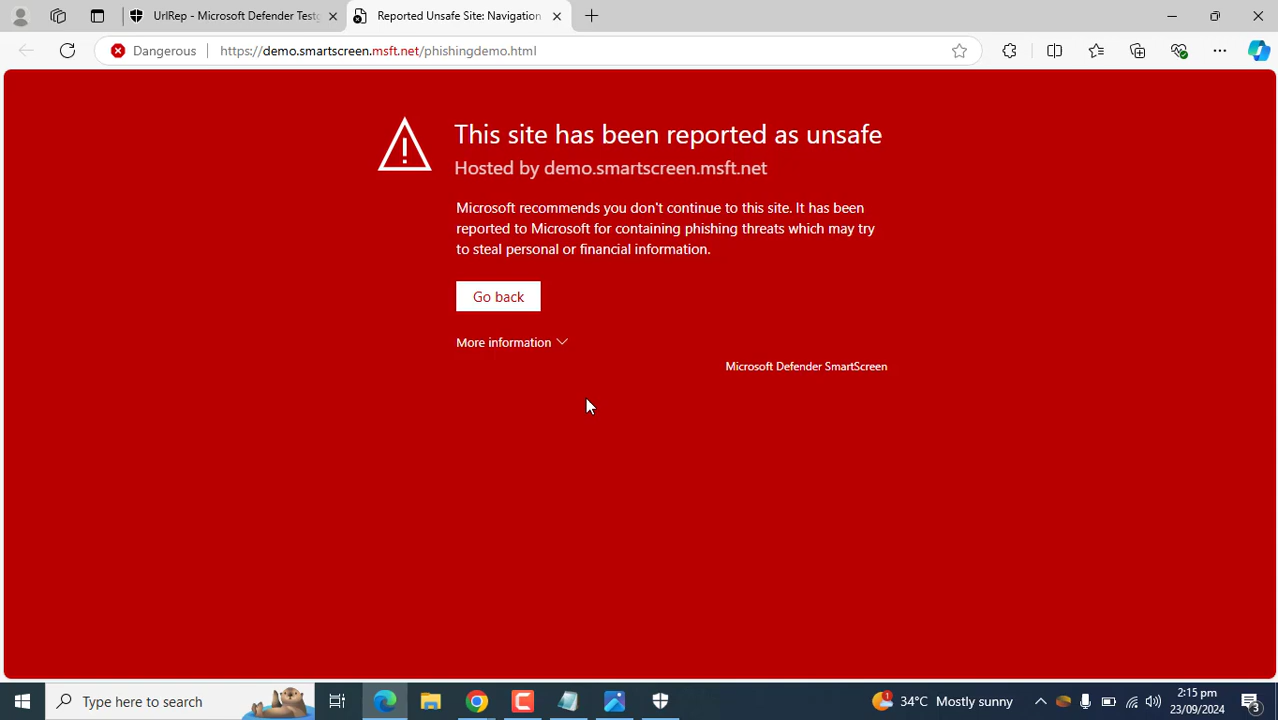 UrlRep - Microsoft Defender Testg
Reported Unsafe Site: Navigation
Dangerous
https://demo.smartscreen.msft.net/phishingdemo.html
This site has been reported as unsafe
Hosted by demo.smartscreen.msft.net
Microsoft recommends you don't continue to this site. It has been
reported to Microsoft for containing phishing threats which may try
to steal personal or financial information.
Go back
More information
Microsoft Defender SmartScreen
Type here to search
1
34°C Mostly sunny
2:15 pm
23/09/2024
3